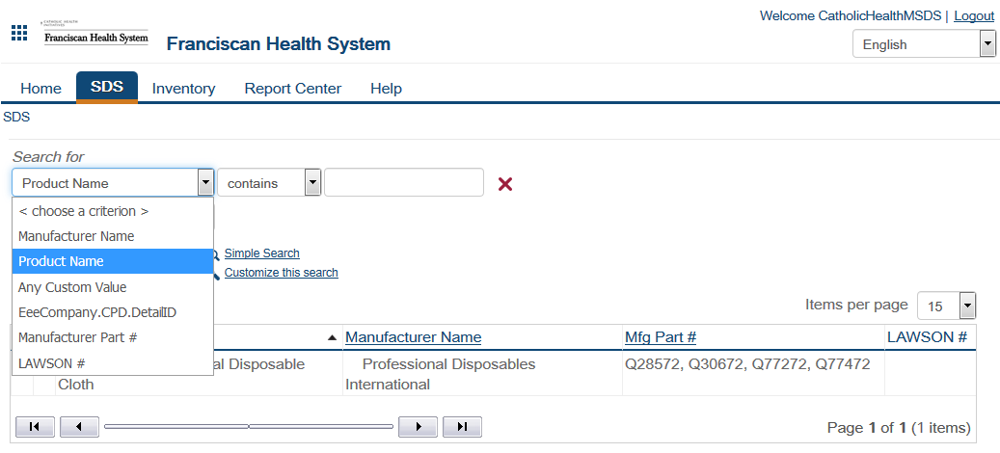 Welcome CatholicHealthMSDS | Logout
CATHOLIC HEALTH
INITIATIVES
Franciscan Health System
Franciscan Health System
English
Home SDS Inventory Report Center Help
SDS
Search for
Product Name contains
< choose a criterion >
Manufacturer Name
Product Name
Simple Search
Customize this search
Any Custom Value
EeeCompany.CPD.DetailID
Items per page 15
Manufacturer Part #
Manufacturer Name Mfg Part # LAWSON #
LAWSON #
al Disposable Professional Disposables Q28572, Q30672, Q77272, Q77472
Cloth International
Page 1 of 1 (1 items)